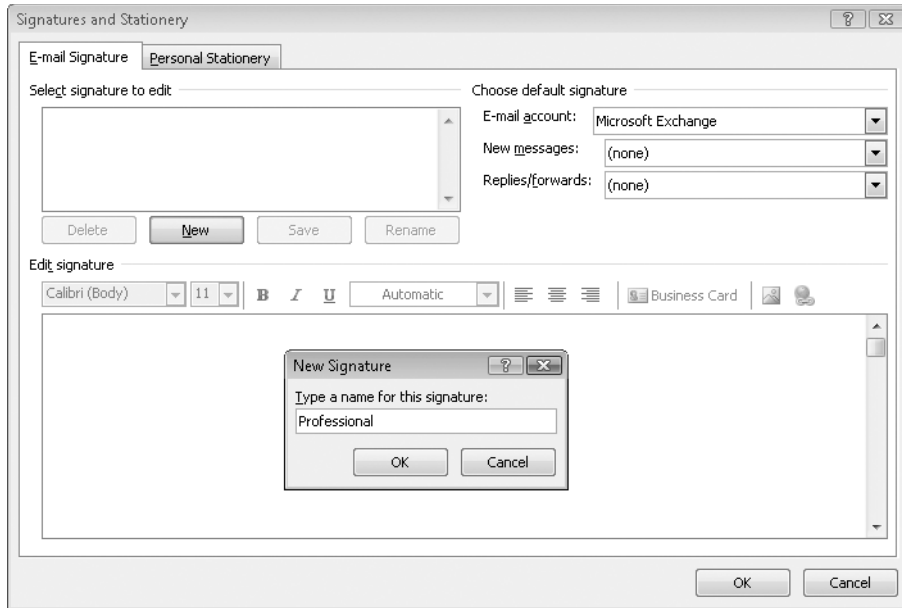 Signatures and Stationery
E-mail Signature Personal Stationery
Select signature to edit
Choose default signature
E-mail account: Microsoft Exchange
New messages: (none)
Replies/forwards: (none)
Delete New Save Rename
Edit signature
Calibri (Body) 11 B I U Automatic Business Card
New Signature
Type a name for this signature:
Professional
OK Cancel
OK Cancel